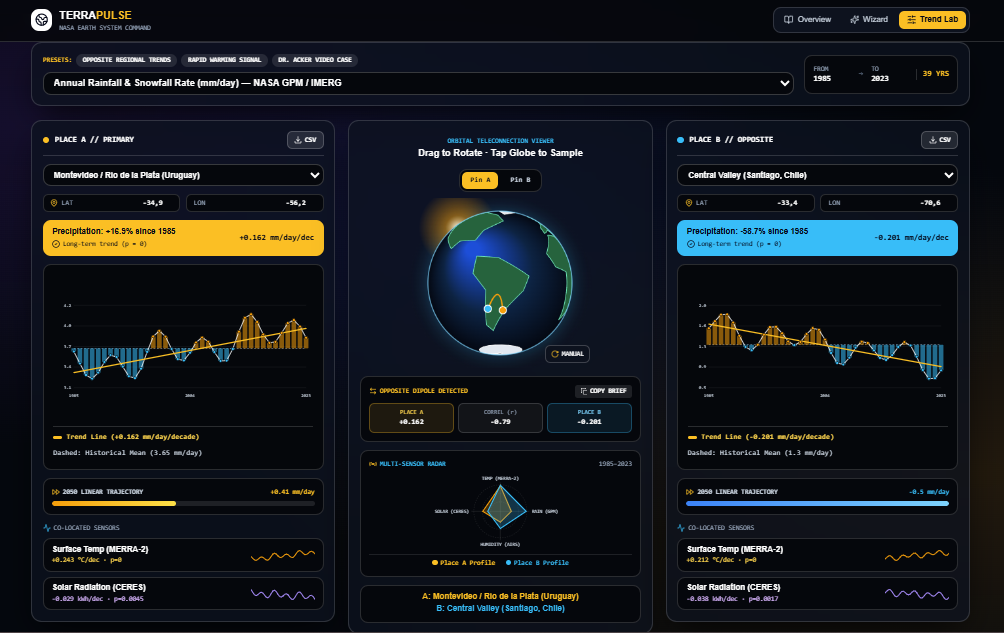 TERRAPULSE
NASA EARTH SYSTEM COMMAND
Overview
Wizard
Trend Lab
PRESETS:
OPPOSITE REGIONAL TRENDS
RAPID WARMING SIGNAL
DR. ACKER VIDEO CASE
Annual Rainfall & Snowfall Rate (mm/day) — NASA GPM / IMERG
FROM
1985
→
TO
2023
39 YRS
PLACE A // PRIMARY
CSV
Montevideo / Rio de la Plata (Uruguay)
LAT
-34,9
LON
-56,2
Precipitation: +16.9% since 1985
Long-term trend (p = 0)
+0.162 mm/day/dec
1985
2004
2023
Trend Line (+0.162 mm/day/decade)
Dashed: Historical Mean (3.65 mm/day)
2050 LINEAR TRAJECTORY
+0.41 mm/day
CO-LOCATED SENSORS
Surface Temp (MERRA-2)
+0.243 °C/dec · p=0
Solar Radiation (CERES)
-0.029 kWh/dec · p=0.0045
ORBITAL TELECONNECTION VIEWER
Drag to Rotate · Tap Globe to Sample
Pin A
Pin B
MANUAL
OPPOSITE DIPOLE DETECTED
COPY BRIEF
PLACE A
+0.162
CORREL (r)
-0.79
PLACE B
-0.201
MULTI-SENSOR RADAR
1985–2023
TEMP (MERRA-2)
SOLAR (CERES)
RAIN (GPM)
HUMIDITY (AIRS)
Place A Profile
Place B Profile
A: Montevideo / Rio de la Plata (Uruguay)
B: Central Valley (Santiago, Chile)
PLACE B // OPPOSITE
CSV
Central Valley (Santiago, Chile)
LAT
-33,4
LON
-70,6
Precipitation: -58.7% since 1985
Long-term trend (p = 0)
-0.201 mm/day/dec
1985
2004
2023
Trend Line (-0.201 mm/day/decade)
Dashed: Historical Mean (1.3 mm/day)
2050 LINEAR TRAJECTORY
-0.5 mm/day
CO-LOCATED SENSORS
Surface Temp (MERRA-2)
+0.212 °C/dec · p=0
Solar Radiation (CERES)
-0.038 kWh/dec · p=0.0017